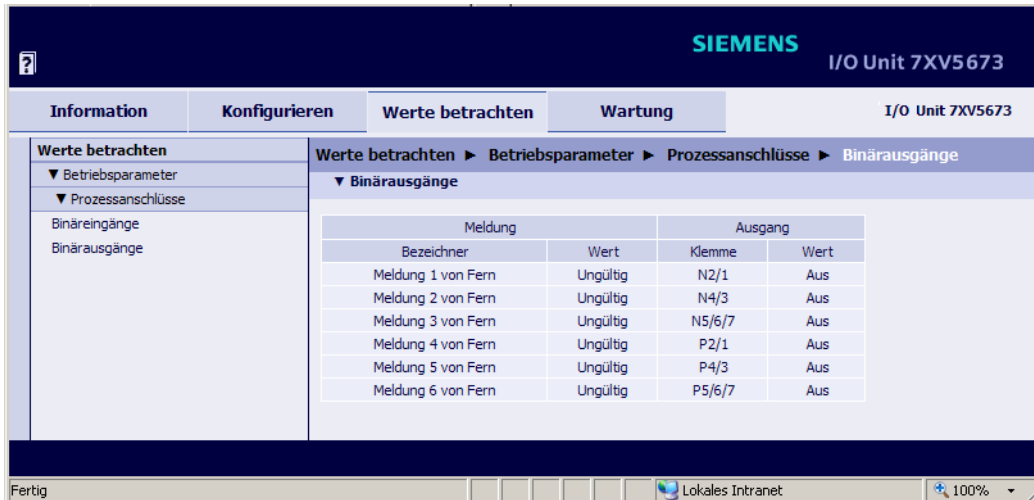 SIEMENS
?
I/O Unit 7XV5673
Information Konfigurieren Werte betrachten Wartung I/O Unit 7XV5673
Werte betrachten
▼ Betriebsparameter
▼ Prozessanschlüsse
Binäreingänge
Binärausgänge
Werte betrachten ► Betriebsparameter ► Prozessanschlüsse ► Binärausgänge
▼ Binärausgänge
Meldung Ausgang
Bezeichner Wert Klemme Wert
Meldung 1 von Fern Ungültig N2/1 Aus
Meldung 2 von Fern Ungültig N4/3 Aus
Meldung 3 von Fern Ungültig N5/6/7 Aus
Meldung 4 von Fern Ungültig P2/1 Aus
Meldung 5 von Fern Ungültig P4/3 Aus
Meldung 6 von Fern Ungültig P5/6/7 Aus
Fertig Lokales Intranet 100%